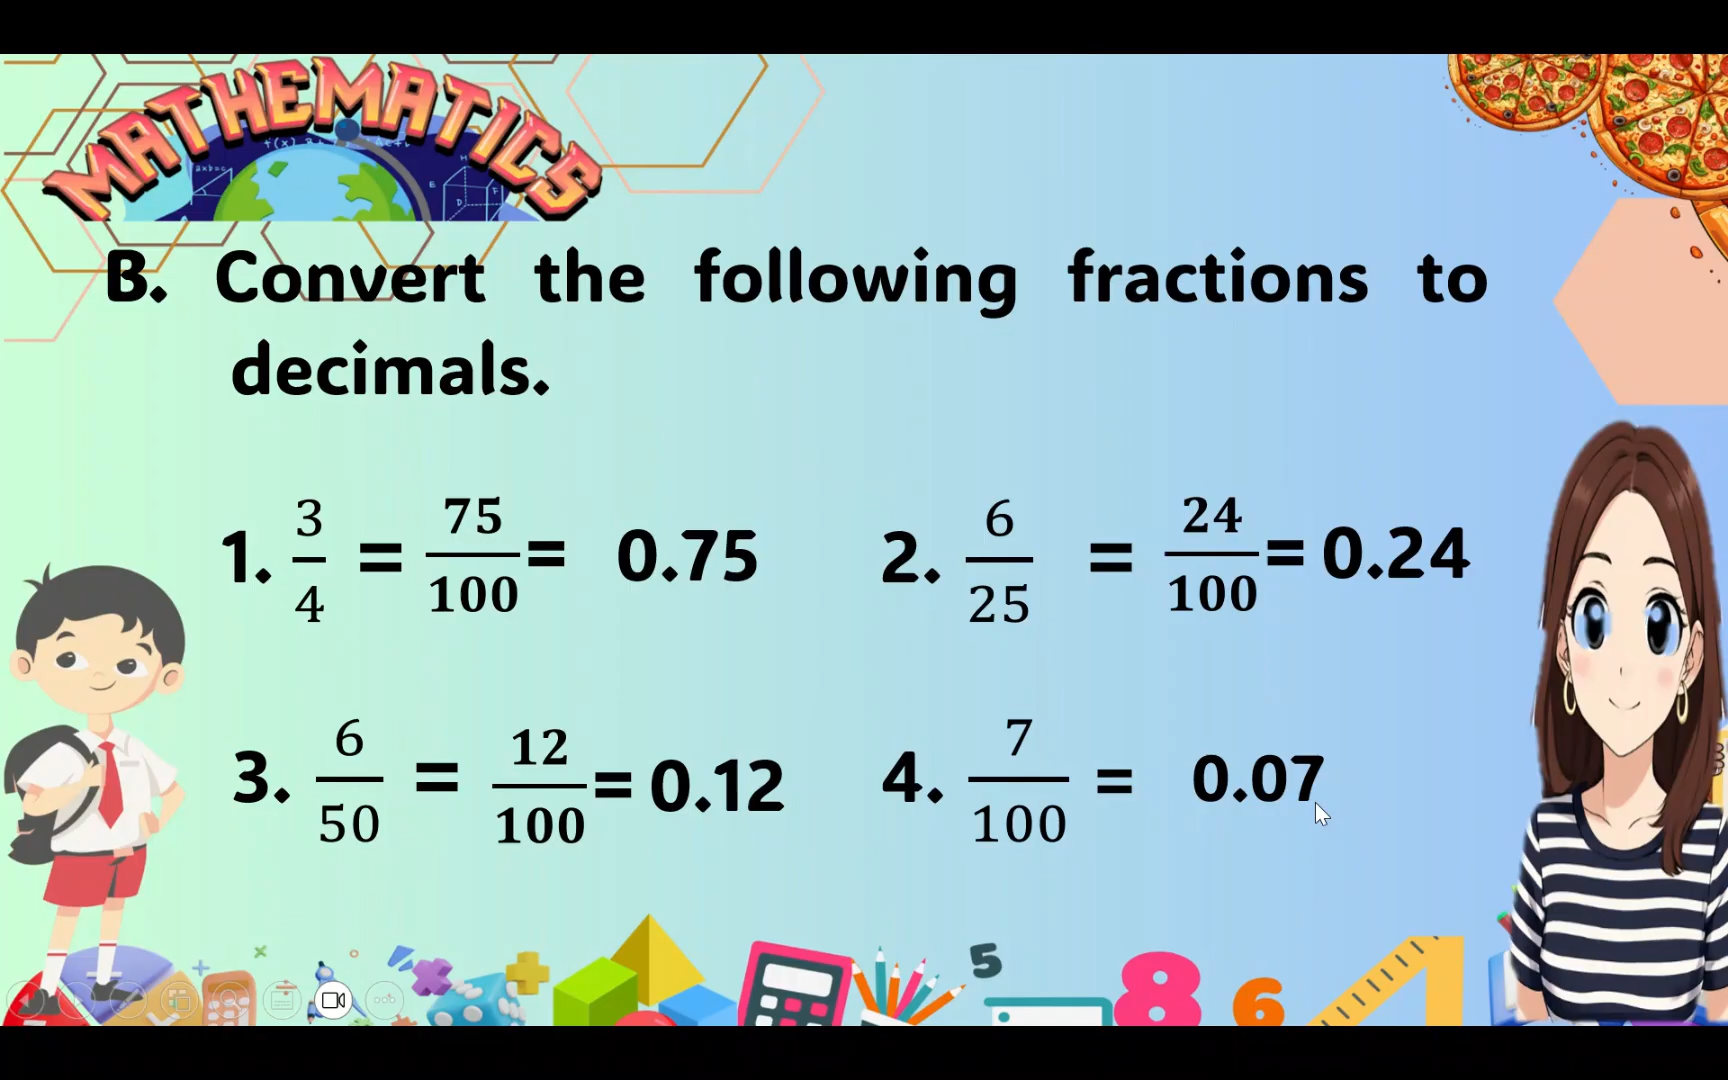 MATHEMATICS
B. Convert the following fractions to
decimals.
1. 3/4 = 75/100 = 0.75
2. 6/25 = 24/100 = 0.24
3. 6/50 = 12/100 = 0.12
4. 7/100 = 0.07
5
8
6